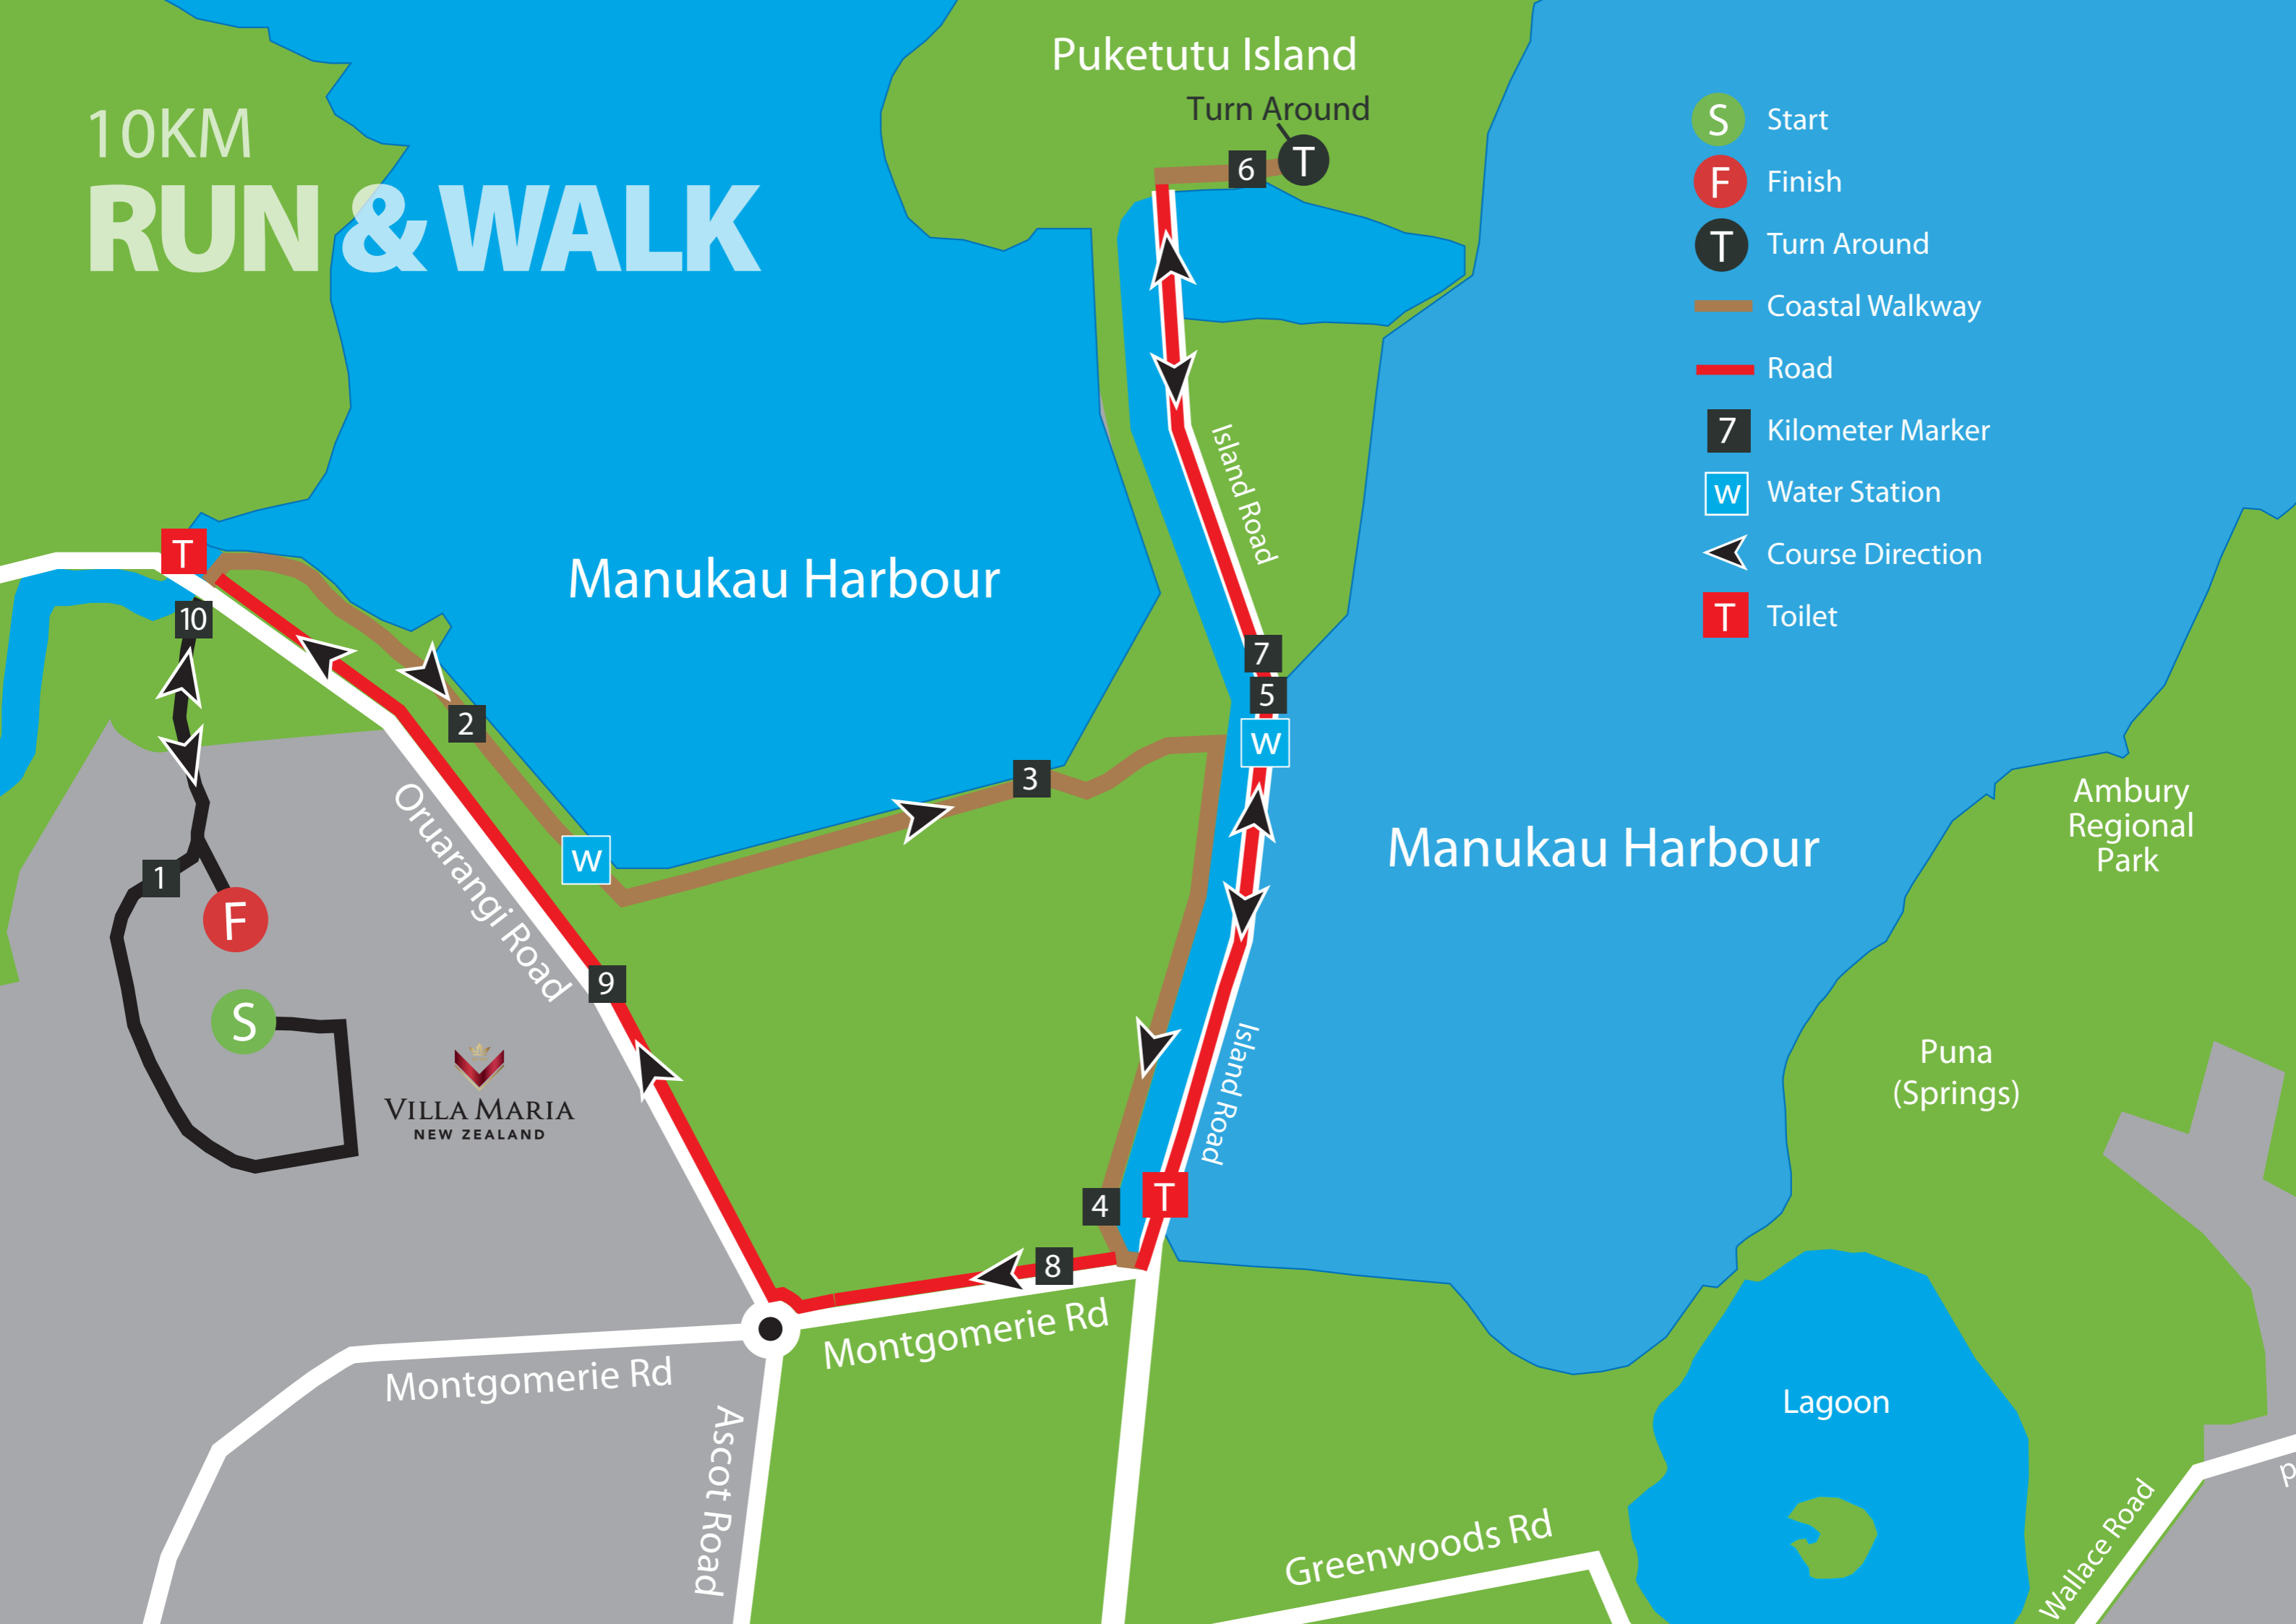 10KM
RUN & WALK
Puketutu Island
Turn Around
6
T
S Start
F Finish
T Turn Around
Coastal Walkway
Road
7 Kilometer Marker
W Water Station
Course Direction
T Toilet
Island Road
T
10
Manukau Harbour
7
5
W
2
3
Manukau Harbour
Ambury
Regional
Park
W
1
F
Oruarangi Road
9
S
VILLA MARIA
NEW ZEALAND
Island Road
Puna
(Springs)
4
T
8
Montgomerie Rd
Montgomerie Rd
Ascot Road
Lagoon
Greenwoods Rd
Wallace Road